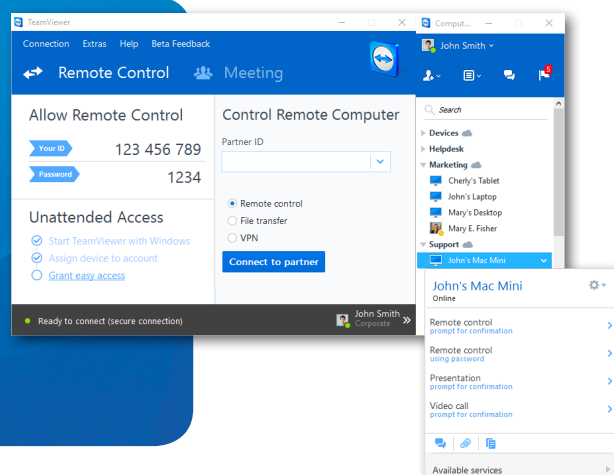 TeamViewer
Connection Extras Help Beta Feedback
Remote Control Meeting
Allow Remote Control
Your ID 123 456 789
Password 1234
Unattended Access
Start TeamViewer with Windows
Assign device to account
Grant easy access
Control Remote Computer
Partner ID
Remote control
File transfer
VPN
Connect to partner
Ready to connect (secure connection)
John Smith
Corporate
Comput...
John Smith
5
Search
Devices
Helpdesk
Marketing
Cherly's Tablet
John's Laptop
Mary's Desktop
Mary E. Fisher
Support
John's Mac Mini
John's Mac Mini
Online
Remote control
prompt for confirmation
Remote control
using password
Presentation
prompt for confirmation
Video call
prompt for confirmation
Available services